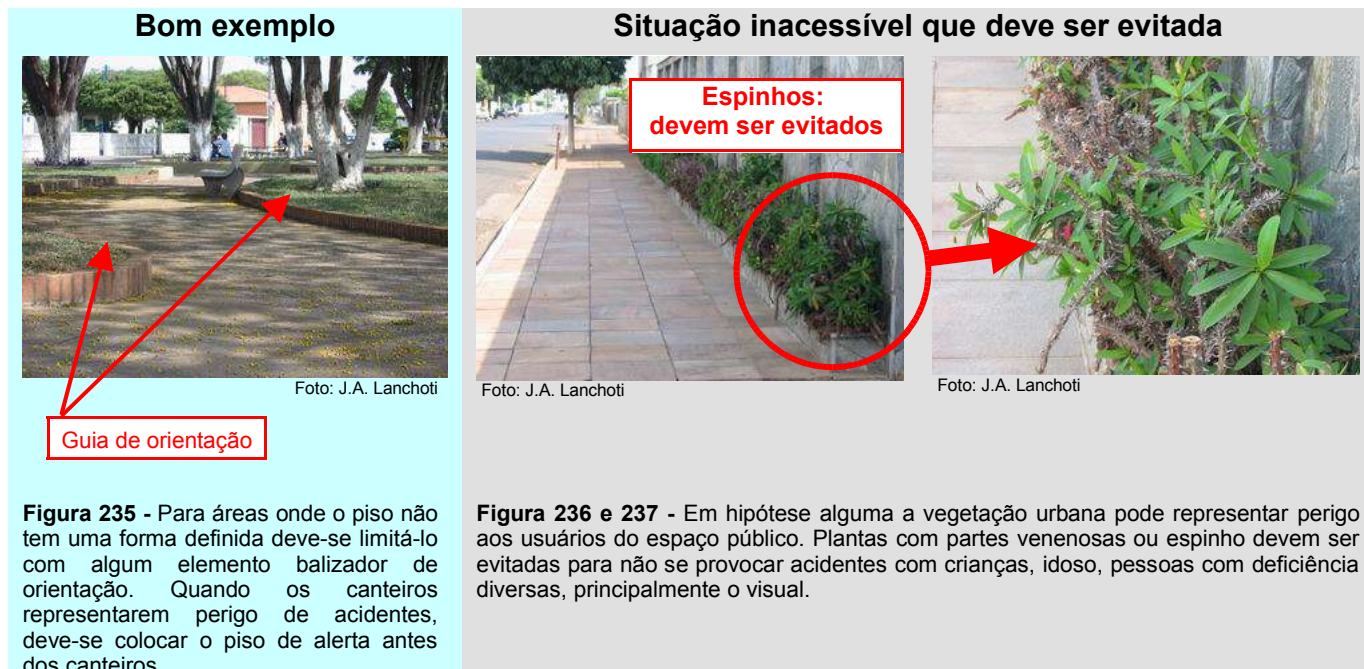 Bom exemplo
Foto: J.A. Lanchoti
Guia de orientação
Figura 235 - Para áreas onde o piso não
tem uma forma definida deve-se limitá-lo
com algum elemento balizador de
orientação. Quando os canteiros
representarem perigo de acidentes,
deve-se colocar o piso de alerta antes
dos canteiros
Situação inacessível que deve ser evitada
Espinhos:
devem ser evitados
Foto: J.A. Lanchoti
Foto: J.A. Lanchoti
Figura 236 e 237 - Em hipótese alguma a vegetação urbana pode representar perigo
aos usuários do espaço público. Plantas com partes venenosas ou espinho devem ser
evitadas para não se provocar acidentes com crianças, idoso, pessoas com deficiência
diversas, principalmente o visual.